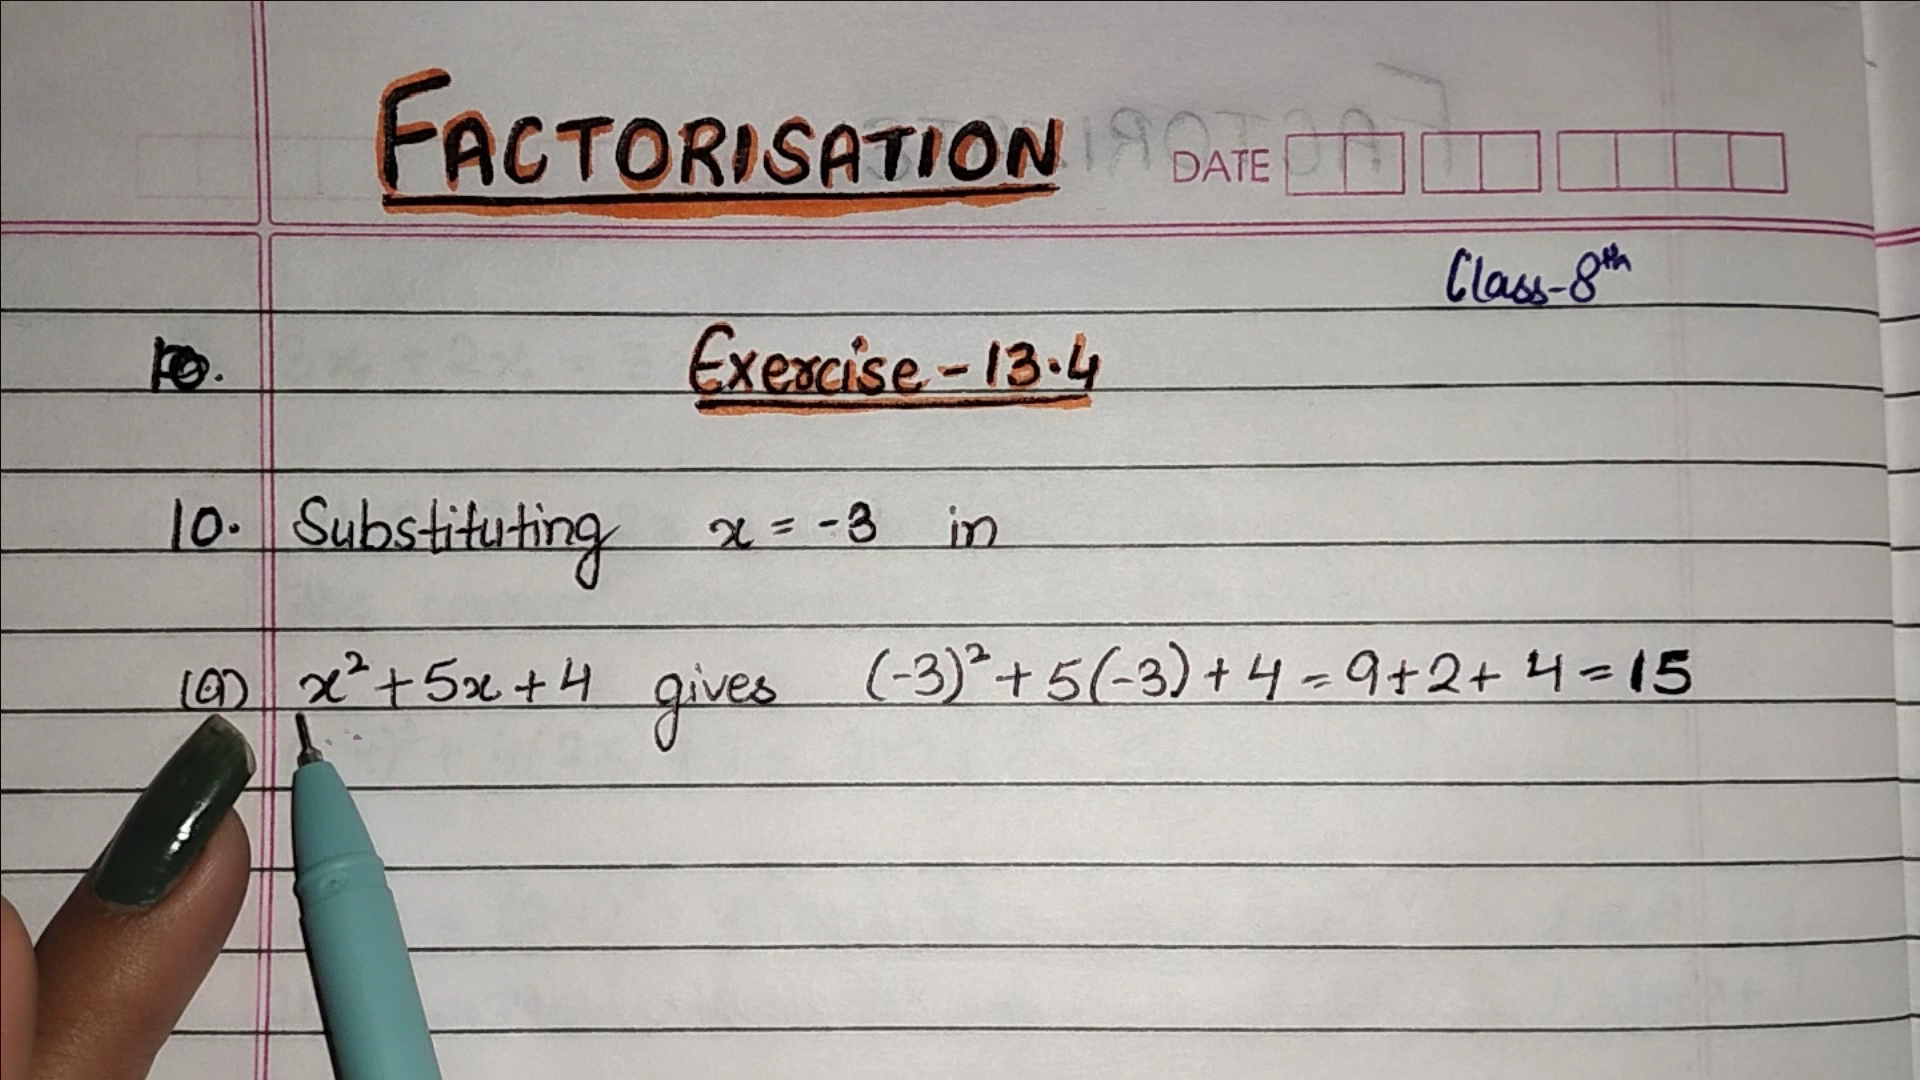 FACTORISATION
DATE
Class-8th
Exercise - 13.4
10. Substituting x = -3 in
(a) x² + 5x + 4 gives (-3)² + 5(-3) + 4 = 9 + 2 + 4 = 15